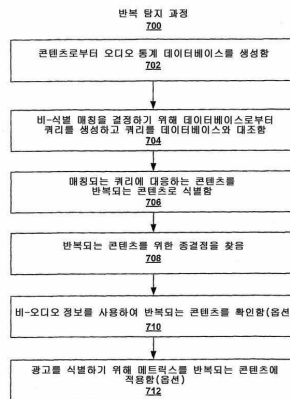 반복 탐지 과정
700
콘텐츠로부터 오디오 통계 데이터베이스를 생성함
702
비-식별 매칭을 결정하기 위해 데이터베이스로부터
쿼리를 생성하고 쿼리를 데이터베이스와 대조함
704
매칭되는 쿼리에 대응하는 콘텐츠를
반복되는 콘텐츠로 식별함
706
반복되는 콘텐츠를 위한 종결정을 찾음
708
비-오디오 정보를 사용하여 반복되는 콘텐츠를 확인함(옵션)
710
광고를 식별하기 위해 메트릭스를 반복되는 콘텐츠에
적용함(옵션)
712